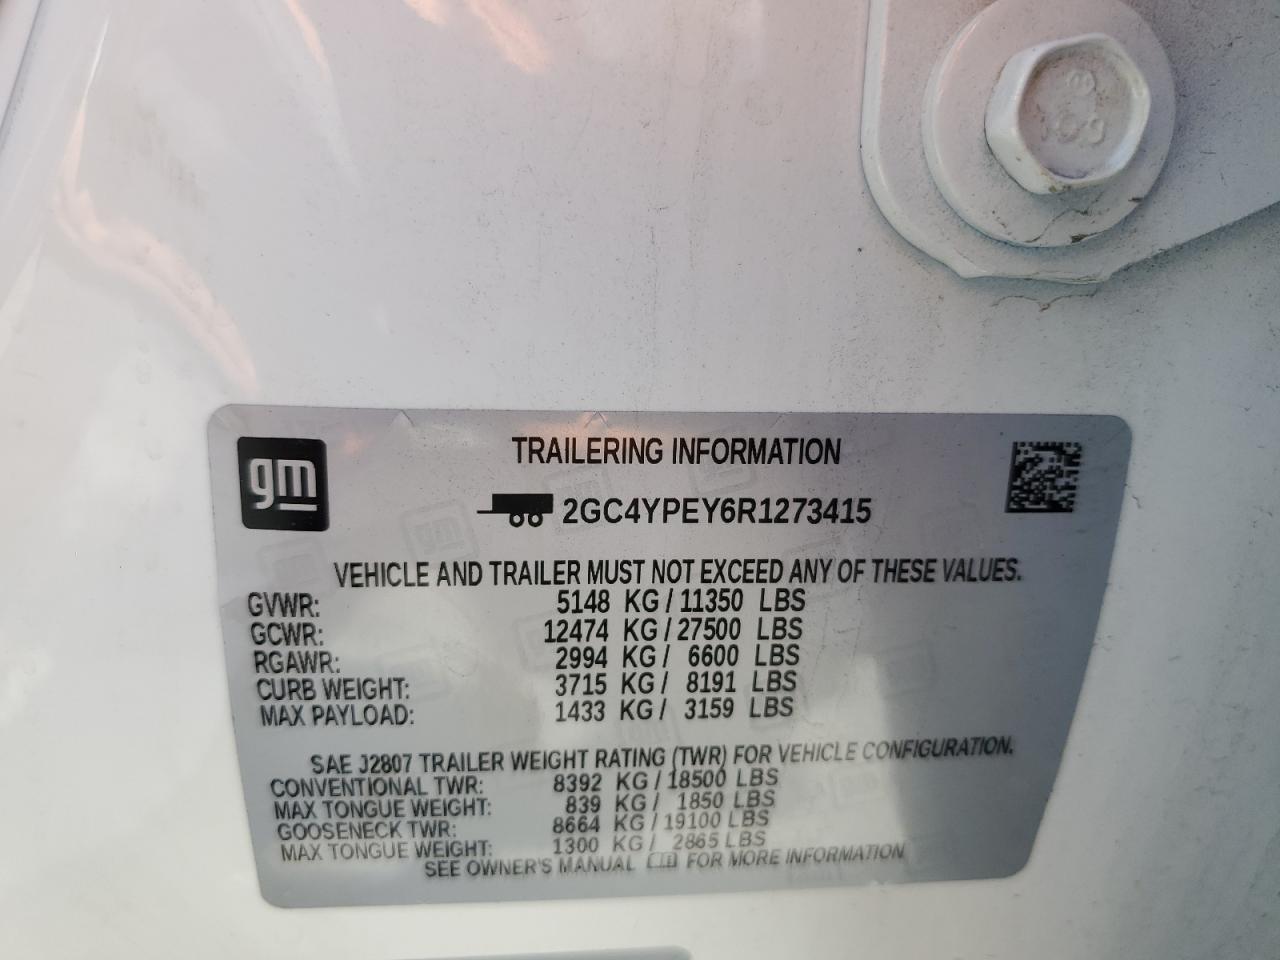 gm
TRAILERING INFORMATION
2GC4YPEY6R1273415
VEHICLE AND TRAILER MUST NOT EXCEED ANY OF THESE VALUES.
GVWR: 5148 KG / 11350 LBS
GCWR: 12474 KG / 27500 LBS
RGAWR: 2994 KG / 6600 LBS
CURB WEIGHT: 3715 KG / 8191 LBS
MAX PAYLOAD: 1433 KG / 3159 LBS
SAE J2807 TRAILER WEIGHT RATING (TWR) FOR VEHICLE CONFIGURATION.
CONVENTIONAL TWR: 8392 KG / 18500 LBS
MAX TONGUE WEIGHT: 839 KG / 1850 LBS
GOOSENECK TWR: 8664 KG / 19100 LBS
MAX TONGUE WEIGHT: 1300 KG / 2865 LBS
SEE OWNER'S MANUAL FOR MORE INFORMATION